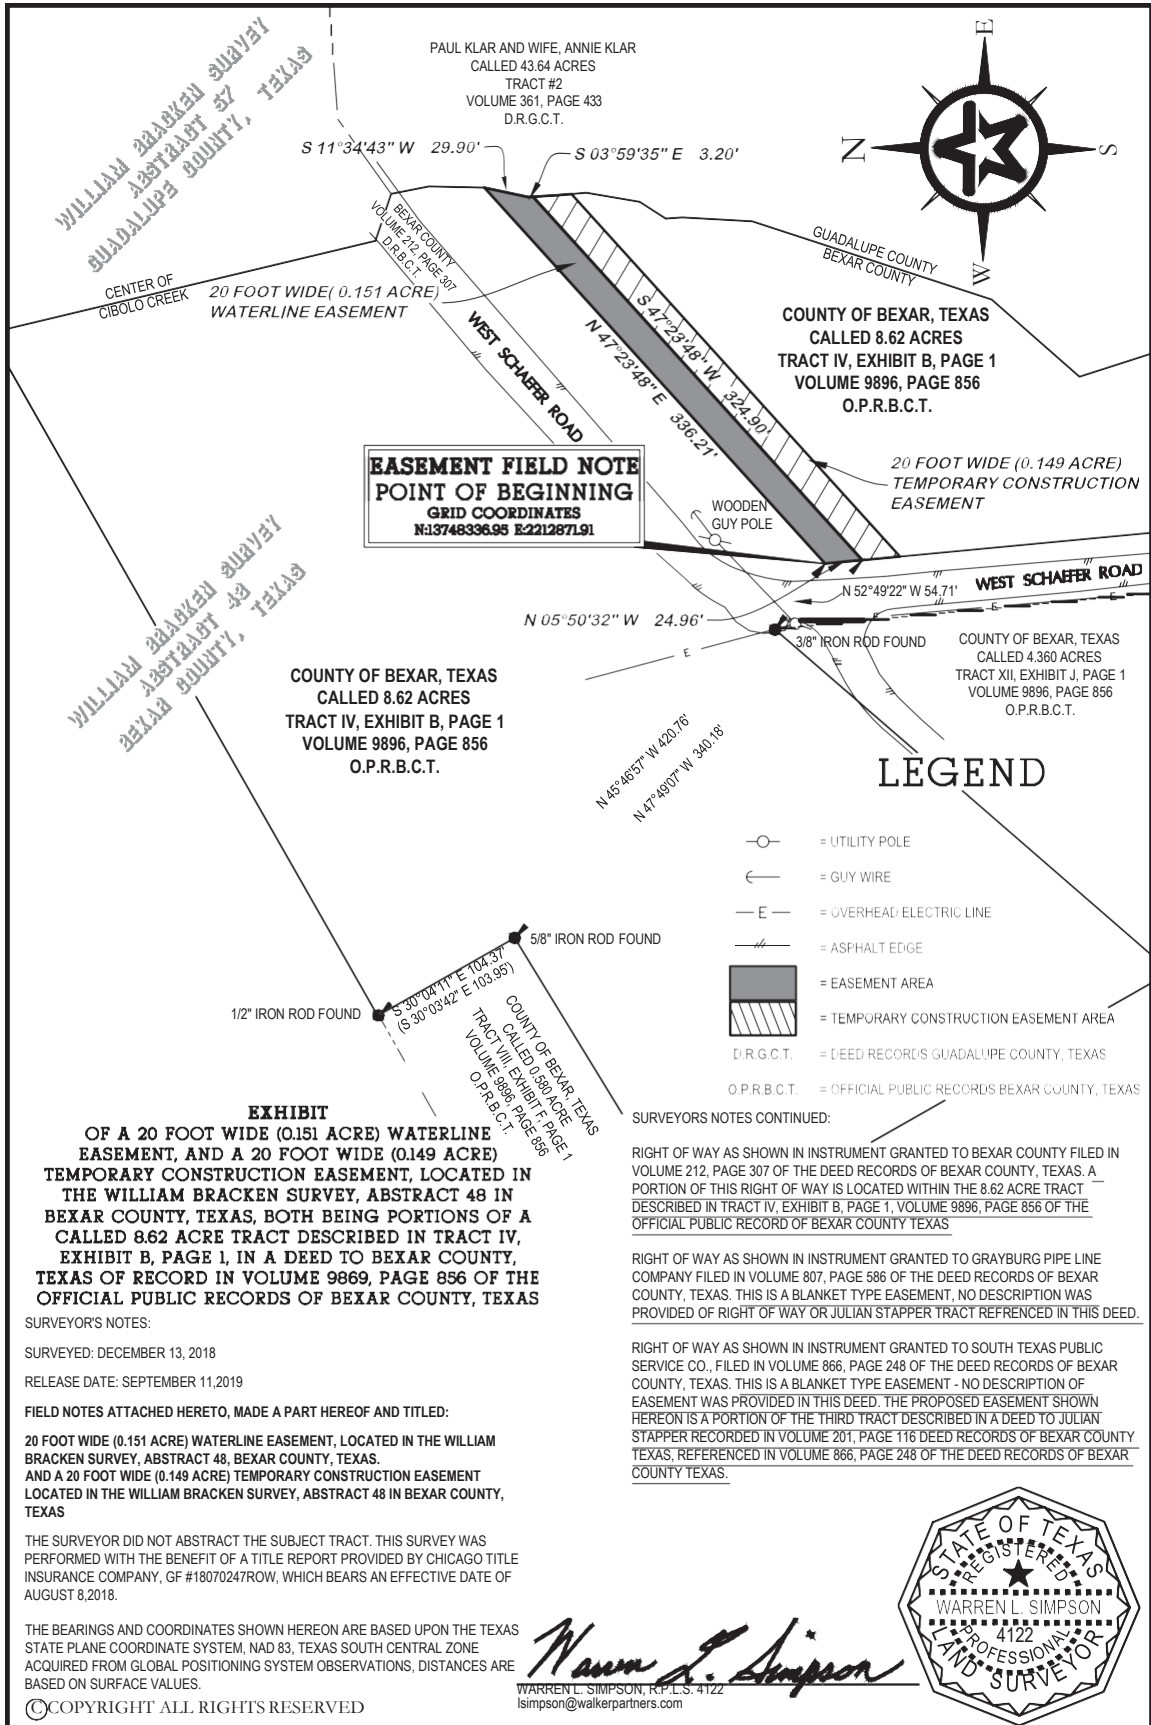 WILLIAM BRACKEN SURVEY
ABSTRACT 57
GUADALUPE COUNTY, TEXAS
PAUL KLAR AND WIFE, ANNIE KLAR
CALLED 43.64 ACRES
TRACT #2
VOLUME 361, PAGE 433
D.R.G.C.T.
E
N
S
W
S 11°34'43" W 29.90'
S 03°59'35" E 3.20'
BEXAR COUNTY
VOLUME 212, PAGE 307
D.R.B.C.T.
GUADALUPE COUNTY
BEXAR COUNTY
CENTER OF
CIBOLO CREEK
20 FOOT WIDE( 0.151 ACRE)
WATERLINE EASEMENT
WEST SCHAEFER ROAD
S 47°23'48" W 324.90'
N 47°23'48" E 336.21'
COUNTY OF BEXAR, TEXAS
CALLED 8.62 ACRES
TRACT IV, EXHIBIT B, PAGE 1
VOLUME 9896, PAGE 856
O.P.R.B.C.T.
EASEMENT FIELD NOTE
POINT OF BEGINNING
GRID COORDINATES
N:13748336.95 E:2212871.91
20 FOOT WIDE (0.149 ACRE)
TEMPORARY CONSTRUCTION
EASEMENT
WOODEN
GUY POLE
WEST SCHAEFER ROAD
N 52°49'22" W 54.71'
N 05°50'32" W 24.96'
E
E
E
E
3/8" IRON ROD FOUND
COUNTY OF BEXAR, TEXAS
CALLED 4.360 ACRES
TRACT XII, EXHIBIT J, PAGE 1
VOLUME 9896, PAGE 856
O.P.R.B.C.T.
WILLIAM BRACKEN SURVEY
ABSTRACT 48
BEXAR COUNTY, TEXAS
COUNTY OF BEXAR, TEXAS
CALLED 8.62 ACRES
TRACT IV, EXHIBIT B, PAGE 1
VOLUME 9896, PAGE 856
O.P.R.B.C.T.
N 45°46'57" W 420.76'
N 47°49'07" W 340.18'
LEGEND
= UTILITY POLE
= GUY WIRE
E = OVERHEAD ELECTRIC LINE
= ASPHALT EDGE
= EASEMENT AREA
= TEMPORARY CONSTRUCTION EASEMENT AREA
D.R.G.C.T. = DEED RECORDS GUADALUPE COUNTY, TEXAS
O.P.R.B.C.T. = OFFICIAL PUBLIC RECORDS BEXAR COUNTY, TEXAS
5/8" IRON ROD FOUND
1/2" IRON ROD FOUND
S 30°04'11" E 104.37'
(S 30°03'42" E 103.95')
COUNTY OF BEXAR, TEXAS
CALLED 0.580 ACRE
TRACT VIII, EXHIBIT F, PAGE 1
VOLUME 9896, PAGE 856
O.P.R.B.C.T.
EXHIBIT
OF A 20 FOOT WIDE (0.151 ACRE) WATERLINE
EASEMENT, AND A 20 FOOT WIDE (0.149 ACRE)
TEMPORARY CONSTRUCTION EASEMENT, LOCATED IN
THE WILLIAM BRACKEN SURVEY, ABSTRACT 48 IN
BEXAR COUNTY, TEXAS, BOTH BEING PORTIONS OF A
CALLED 8.62 ACRE TRACT DESCRIBED IN TRACT IV,
EXHIBIT B, PAGE 1, IN A DEED TO BEXAR COUNTY,
TEXAS OF RECORD IN VOLUME 9869, PAGE 856 OF THE
OFFICIAL PUBLIC RECORDS OF BEXAR COUNTY, TEXAS
SURVEYOR'S NOTES:
SURVEYED: DECEMBER 13, 2018
RELEASE DATE: SEPTEMBER 11,2019
FIELD NOTES ATTACHED HERETO, MADE A PART HEREOF AND TITLED:
20 FOOT WIDE (0.151 ACRE) WATERLINE EASEMENT, LOCATED IN THE WILLIAM
BRACKEN SURVEY, ABSTRACT 48, BEXAR COUNTY, TEXAS.
AND A 20 FOOT WIDE (0.149 ACRE) TEMPORARY CONSTRUCTION EASEMENT
LOCATED IN THE WILLIAM BRACKEN SURVEY, ABSTRACT 48 IN BEXAR COUNTY,
TEXAS
THE SURVEYOR DID NOT ABSTRACT THE SUBJECT TRACT. THIS SURVEY WAS
PERFORMED WITH THE BENEFIT OF A TITLE REPORT PROVIDED BY CHICAGO TITLE
INSURANCE COMPANY, GF #18070247ROW, WHICH BEARS AN EFFECTIVE DATE OF
AUGUST 8,2018.
THE BEARINGS AND COORDINATES SHOWN HEREON ARE BASED UPON THE TEXAS
STATE PLANE COORDINATE SYSTEM, NAD 83, TEXAS SOUTH CENTRAL ZONE
ACQUIRED FROM GLOBAL POSITIONING SYSTEM OBSERVATIONS, DISTANCES ARE
BASED ON SURFACE VALUES.
©COPYRIGHT ALL RIGHTS RESERVED
SURVEYORS NOTES CONTINUED:
RIGHT OF WAY AS SHOWN IN INSTRUMENT GRANTED TO BEXAR COUNTY FILED IN
VOLUME 212, PAGE 307 OF THE DEED RECORDS OF BEXAR COUNTY, TEXAS. A
PORTION OF THIS RIGHT OF WAY IS LOCATED WITHIN THE 8.62 ACRE TRACT
DESCRIBED IN TRACT IV, EXHIBIT B, PAGE 1, VOLUME 9896, PAGE 856 OF THE
OFFICIAL PUBLIC RECORD OF BEXAR COUNTY TEXAS
RIGHT OF WAY AS SHOWN IN INSTRUMENT GRANTED TO GRAYBURG PIPE LINE
COMPANY FILED IN VOLUME 807, PAGE 586 OF THE DEED RECORDS OF BEXAR
COUNTY, TEXAS. THIS IS A BLANKET TYPE EASEMENT, NO DESCRIPTION WAS
PROVIDED OF RIGHT OF WAY OR JULIAN STAPPER TRACT REFRENCED IN THIS DEED.
RIGHT OF WAY AS SHOWN IN INSTRUMENT GRANTED TO SOUTH TEXAS PUBLIC
SERVICE CO., FILED IN VOLUME 866, PAGE 248 OF THE DEED RECORDS OF BEXAR
COUNTY, TEXAS. THIS IS A BLANKET TYPE EASEMENT - NO DESCRIPTION OF
EASEMENT WAS PROVIDED IN THIS DEED. THE PROPOSED EASEMENT SHOWN
HEREON IS A PORTION OF THE THIRD TRACT DESCRIBED IN A DEED TO JULIAN
STAPPER RECORDED IN VOLUME 201, PAGE 116 DEED RECORDS OF BEXAR COUNTY
TEXAS, REFERENCED IN VOLUME 866, PAGE 248 OF THE DEED RECORDS OF BEXAR
COUNTY TEXAS.
Warren L. Simpson
WARREN L. SIMPSON, R.P.L.S. 4122
lsimpson@walkerpartners.com
STATE OF TEXAS
REGISTERED
WARREN L. SIMPSON
4122
PROFESSIONAL
LAND SURVEYOR